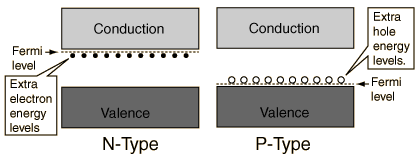 Conduction
Fermi
level
Extra
electron
energy
levels
Valence
N-Type
Conduction
Extra
hole
energy
levels.
Fermi
level
Valence
P-Type